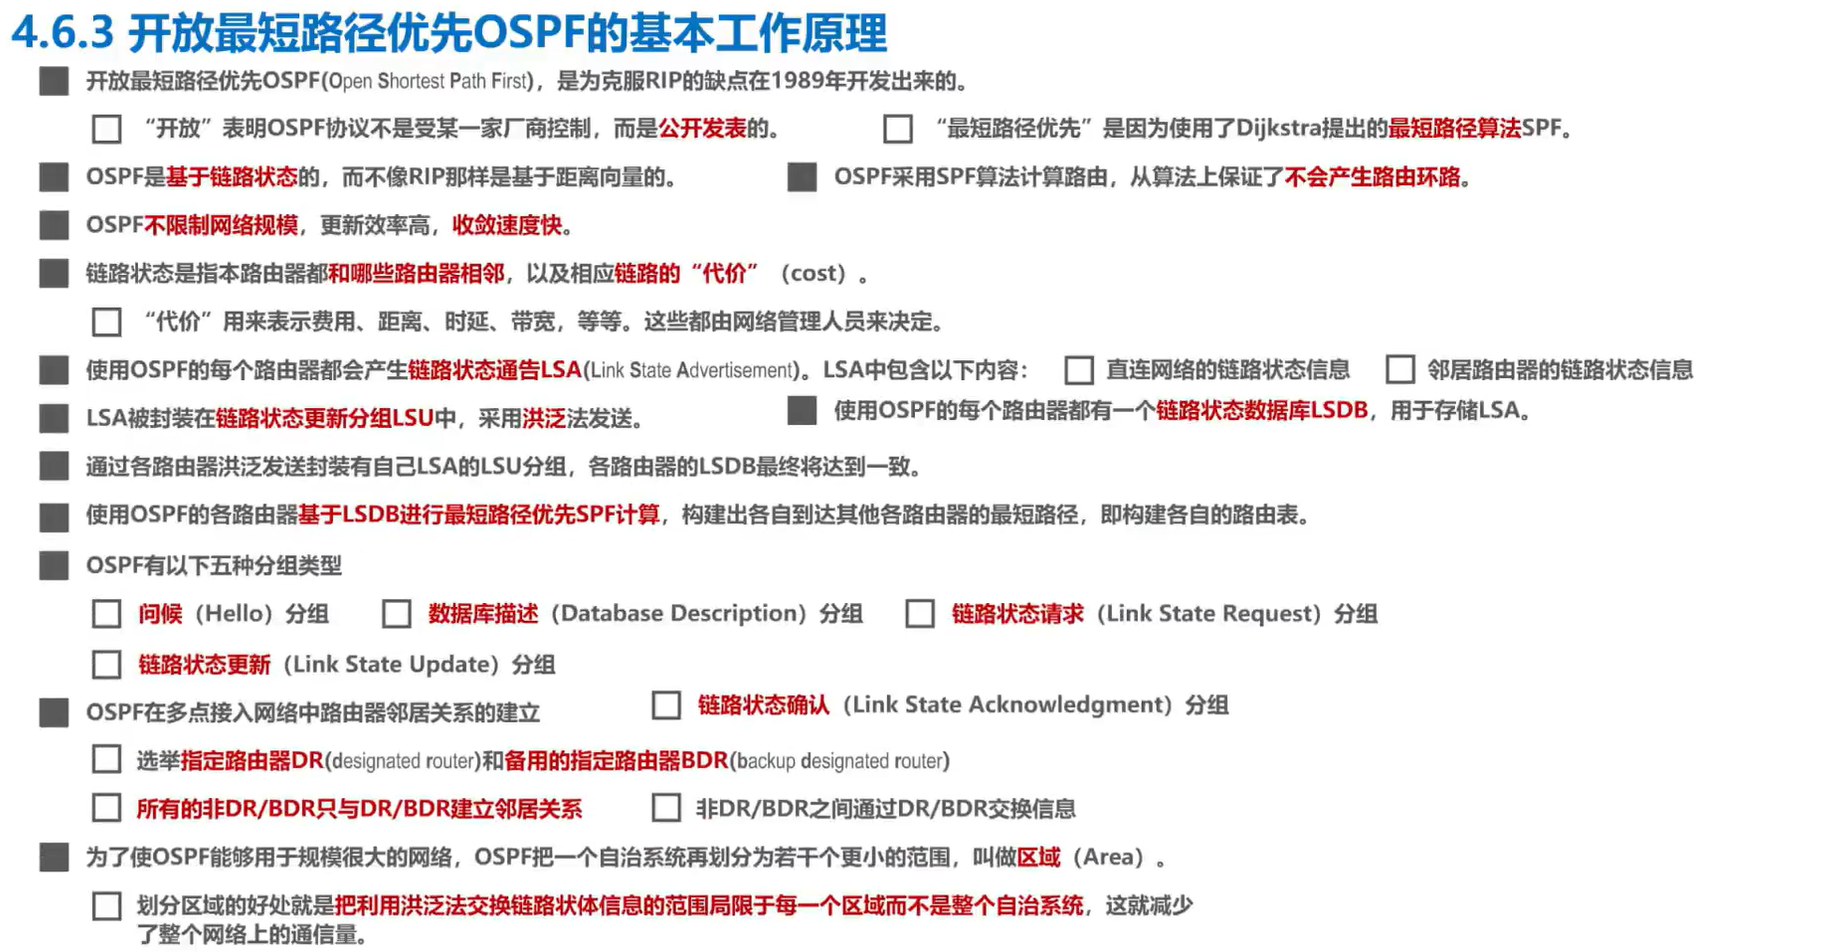 4.6.3 开放最短路径优先OSPF的基本工作原理
开放最短路径优先OSPF(Open Shortest Path First)，是为克服RIP的缺点在1989年开发出来的。
“开放”表明OSPF协议不是受某一家厂商控制，而是公开发表的。
“最短路径优先”是因为使用了Dijkstra提出的最短路径算法SPF。
OSPF是基于链路状态的，而不像RIP那样是基于距离向量的。
OSPF采用SPF算法计算路由，从算法上保证了不会产生路由环路。
OSPF不限制网络规模，更新效率高，收敛速度快。
链路状态是指本路由器都和哪些路由器相邻，以及相应链路的“代价”（cost）。
“代价”用来表示费用、距离、时延、带宽，等等。这些都由网络管理人员来决定。
使用OSPF的每个路由器都会产生链路状态通告LSA(Link State Advertisement)。LSA中包含以下内容：
直连网络的链路状态信息
邻居路由器的链路状态信息
LSA被封装在链路状态更新分组LSU中，采用洪泛法发送。
使用OSPF的每个路由器都有一个链路状态数据库LSDB，用于存储LSA。
通过各路由器洪泛发送封装有自己LSA的LSU分组，各路由器的LSDB最终将达到一致。
使用OSPF的各路由器基于LSDB进行最短路径优先SPF计算，构建出各自到达其他各路由器的最短路径，即构建各自的路由表。
OSPF有以下五种分组类型
问候（Hello）分组
数据库描述（Database Description）分组
链路状态请求（Link State Request）分组
链路状态更新（Link State Update）分组
链路状态确认（Link State Acknowledgment）分组
OSPF在多点接入网络中路由器邻居关系的建立
选举指定路由器DR(designated router)和备用的指定路由器BDR(backup designated router)
所有的非DR/BDR只与DR/BDR建立邻居关系
非DR/BDR之间通过DR/BDR交换信息
为了使OSPF能够用于规模很大的网络，OSPF把一个自治系统再划分为若干个更小的范围，叫做区域（Area）。
划分区域的好处就是把利用洪泛法交换链路状体信息的范围局限于每一个区域而不是整个自治系统，这就减少
了整个网络上的通信量。